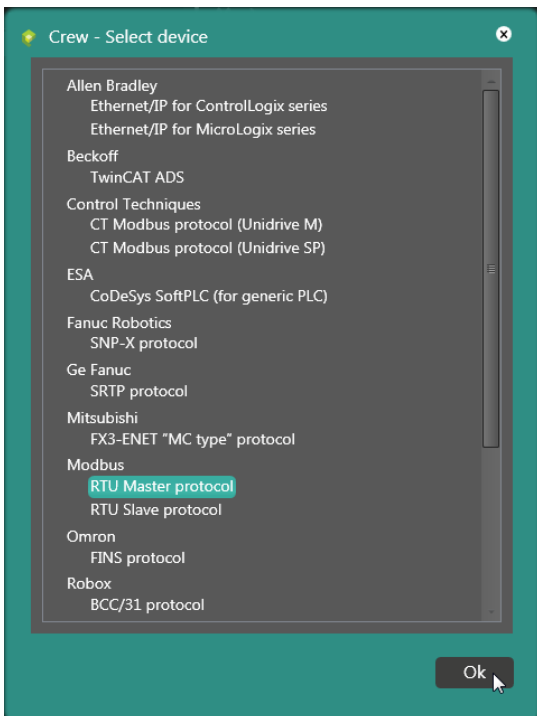 Crew - Select device
Allen Bradley
Ethernet/IP for ControlLogix series
Ethernet/IP for MicroLogix series
Beckoff
TwinCAT ADS
Control Techniques
CT Modbus protocol (Unidrive M)
CT Modbus protocol (Unidrive SP)
ESA
CoDeSys SoftPLC (for generic PLC)
Fanuc Robotics
SNP-X protocol
Ge Fanuc
SRTP protocol
Mitsubishi
FX3-ENET "MC type" protocol
Modbus
RTU Master protocol
RTU Slave protocol
Omron
FINS protocol
Robox
BCC/31 protocol
Ok